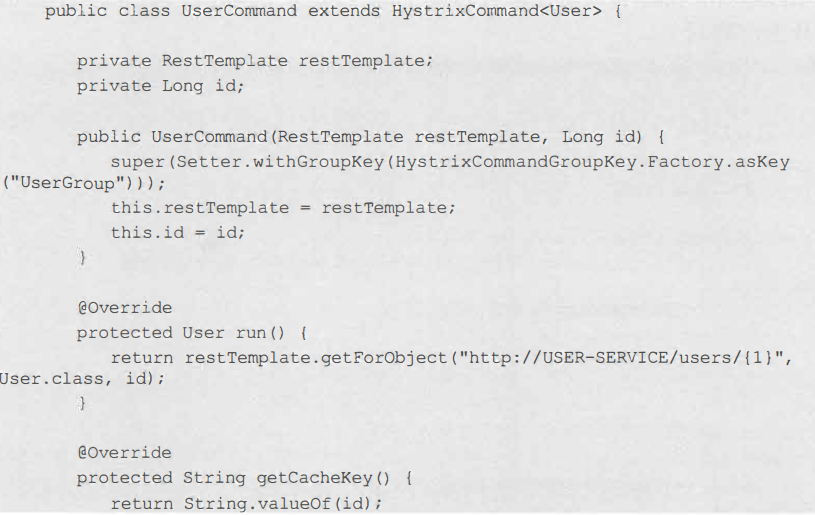 public class UserCommand extends HystrixCommand<User> {
private RestTemplate restTemplate;
private Long id;
public UserCommand(RestTemplate restTemplate, Long id) {
super(Setter.withGroupKey(HystrixCommandGroupKey.Factory.asKey
("UserGroup")));
this.restTemplate = restTemplate;
this.id = id;
}
@Override
protected User run() {
return restTemplate.getForObject("http://USER-SERVICE/users/{1}",
User.class, id);
}
@Override
protected String getCacheKey() {
return String.valueOf(id);